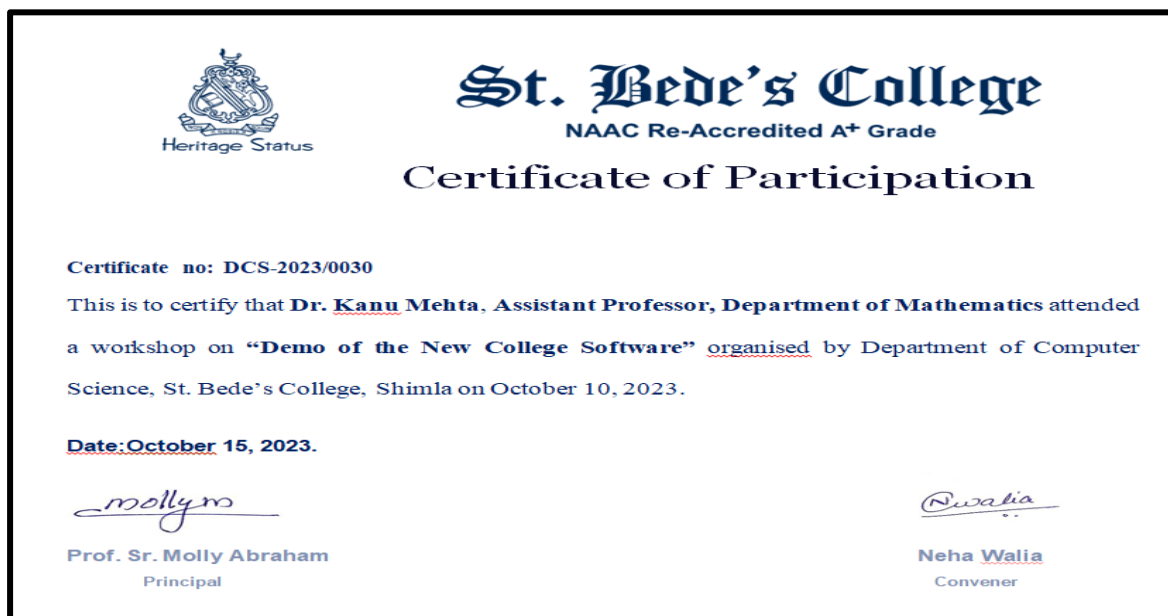 St. Bede's College
NAAC Re-Accredited A+ Grade
Heritage Status
Certificate of Participation
Certificate no: DCS-2023/0030
This is to certify that Dr. Kanu Mehta, Assistant Professor, Department of Mathematics attended
a workshop on “Demo of the New College Software” organised by Department of Computer
Science, St. Bede’s College, Shimla on October 10, 2023.
Date:October 15, 2023.
mollym
Nwalia
Prof. Sr. Molly Abraham
Neha Walia
Principal
Convener